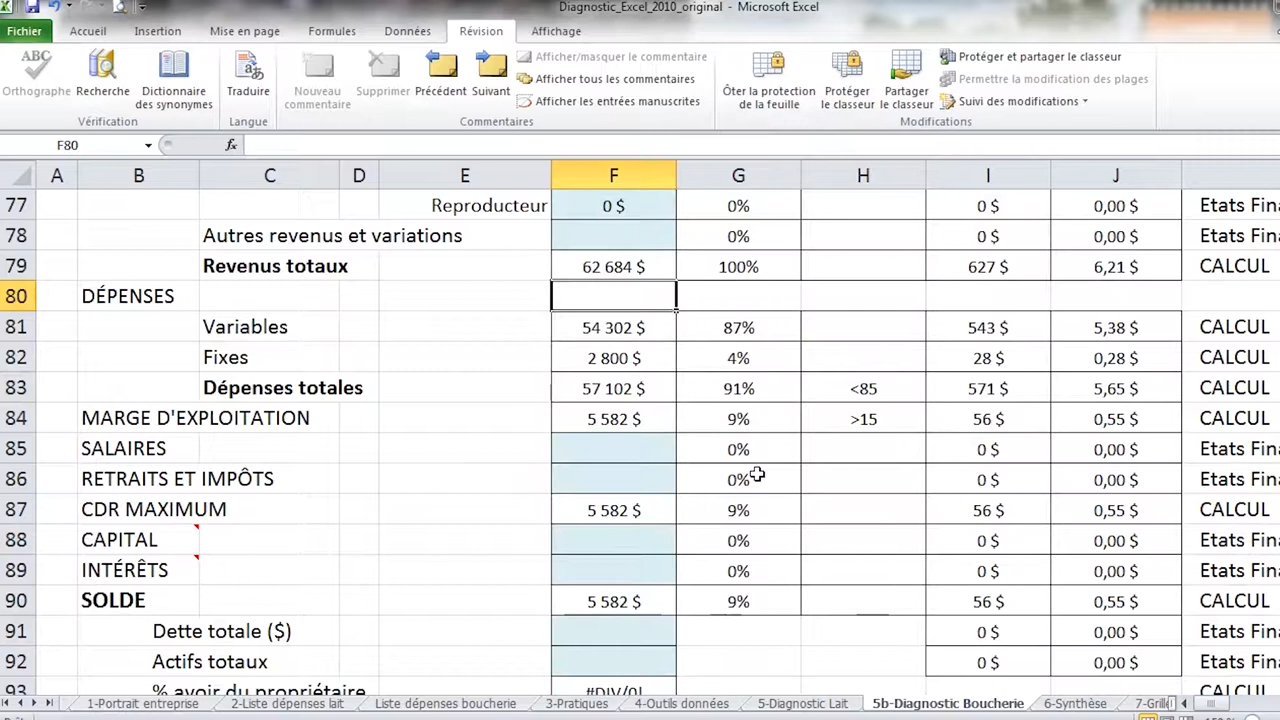 Diagnostic_Excel_2010_original - Microsoft Excel
Fichier Accueil Insertion Mise en page Formules Données Révision Affichage
ABC Orthographe
Recherche
Dictionnaire des synonymes
Vérification
Traduire
Langue
Nouveau commentaire
Supprimer
Précédent
Suivant
Afficher/masquer le commentaire
Afficher tous les commentaires
Afficher les entrées manuscrites
Commentaires
Ôter la protection de la feuille
Protéger le classeur
Partager le classeur
Protéger et partager le classeur
Permettre la modification des plages
Suivi des modifications
Modifications
F80 fx
A B C D E F G H I J
77 Reproducteur 0 $ 0% 0 $ 0,00 $ Etats Fina
78 Autres revenus et variations 0% 0 $ 0,00 $ Etats Fina
79 Revenus totaux 62 684 $ 100% 627 $ 6,21 $ CALCUL
80 DÉPENSES
81 Variables 54 302 $ 87% 543 $ 5,38 $ CALCUL
82 Fixes 2 800 $ 4% 28 $ 0,28 $ CALCUL
83 Dépenses totales 57 102 $ 91% <85 571 $ 5,65 $ CALCUL
84 MARGE D'EXPLOITATION 5 582 $ 9% >15 56 $ 0,55 $ CALCUL
85 SALAIRES 0% 0 $ 0,00 $ Etats Fina
86 RETRAITS ET IMPÔTS 0% 0 $ 0,00 $ Etats Fina
87 CDR MAXIMUM 5 582 $ 9% 56 $ 0,55 $ CALCUL
88 CAPITAL 0% 0 $ 0,00 $ Etats Fina
89 INTÉRÊTS 0% 0 $ 0,00 $ Etats Fina
90 SOLDE 5 582 $ 9% 56 $ 0,55 $ CALCUL
91 Dette totale ($) 0 $ 0,00 $ Etats Fina
92 Actifs totaux 0 $ 0,00 $ Etats Fina
93 % avoir du propriétaire #DIV/0! CALCUL
1-Portrait entreprise 2-Liste dépenses lait Liste dépenses boucherie 3-Pratiques 4-Outils données 5-Diagnostic Lait 5b-Diagnostic Boucherie 6-Synthèse 7-Grille